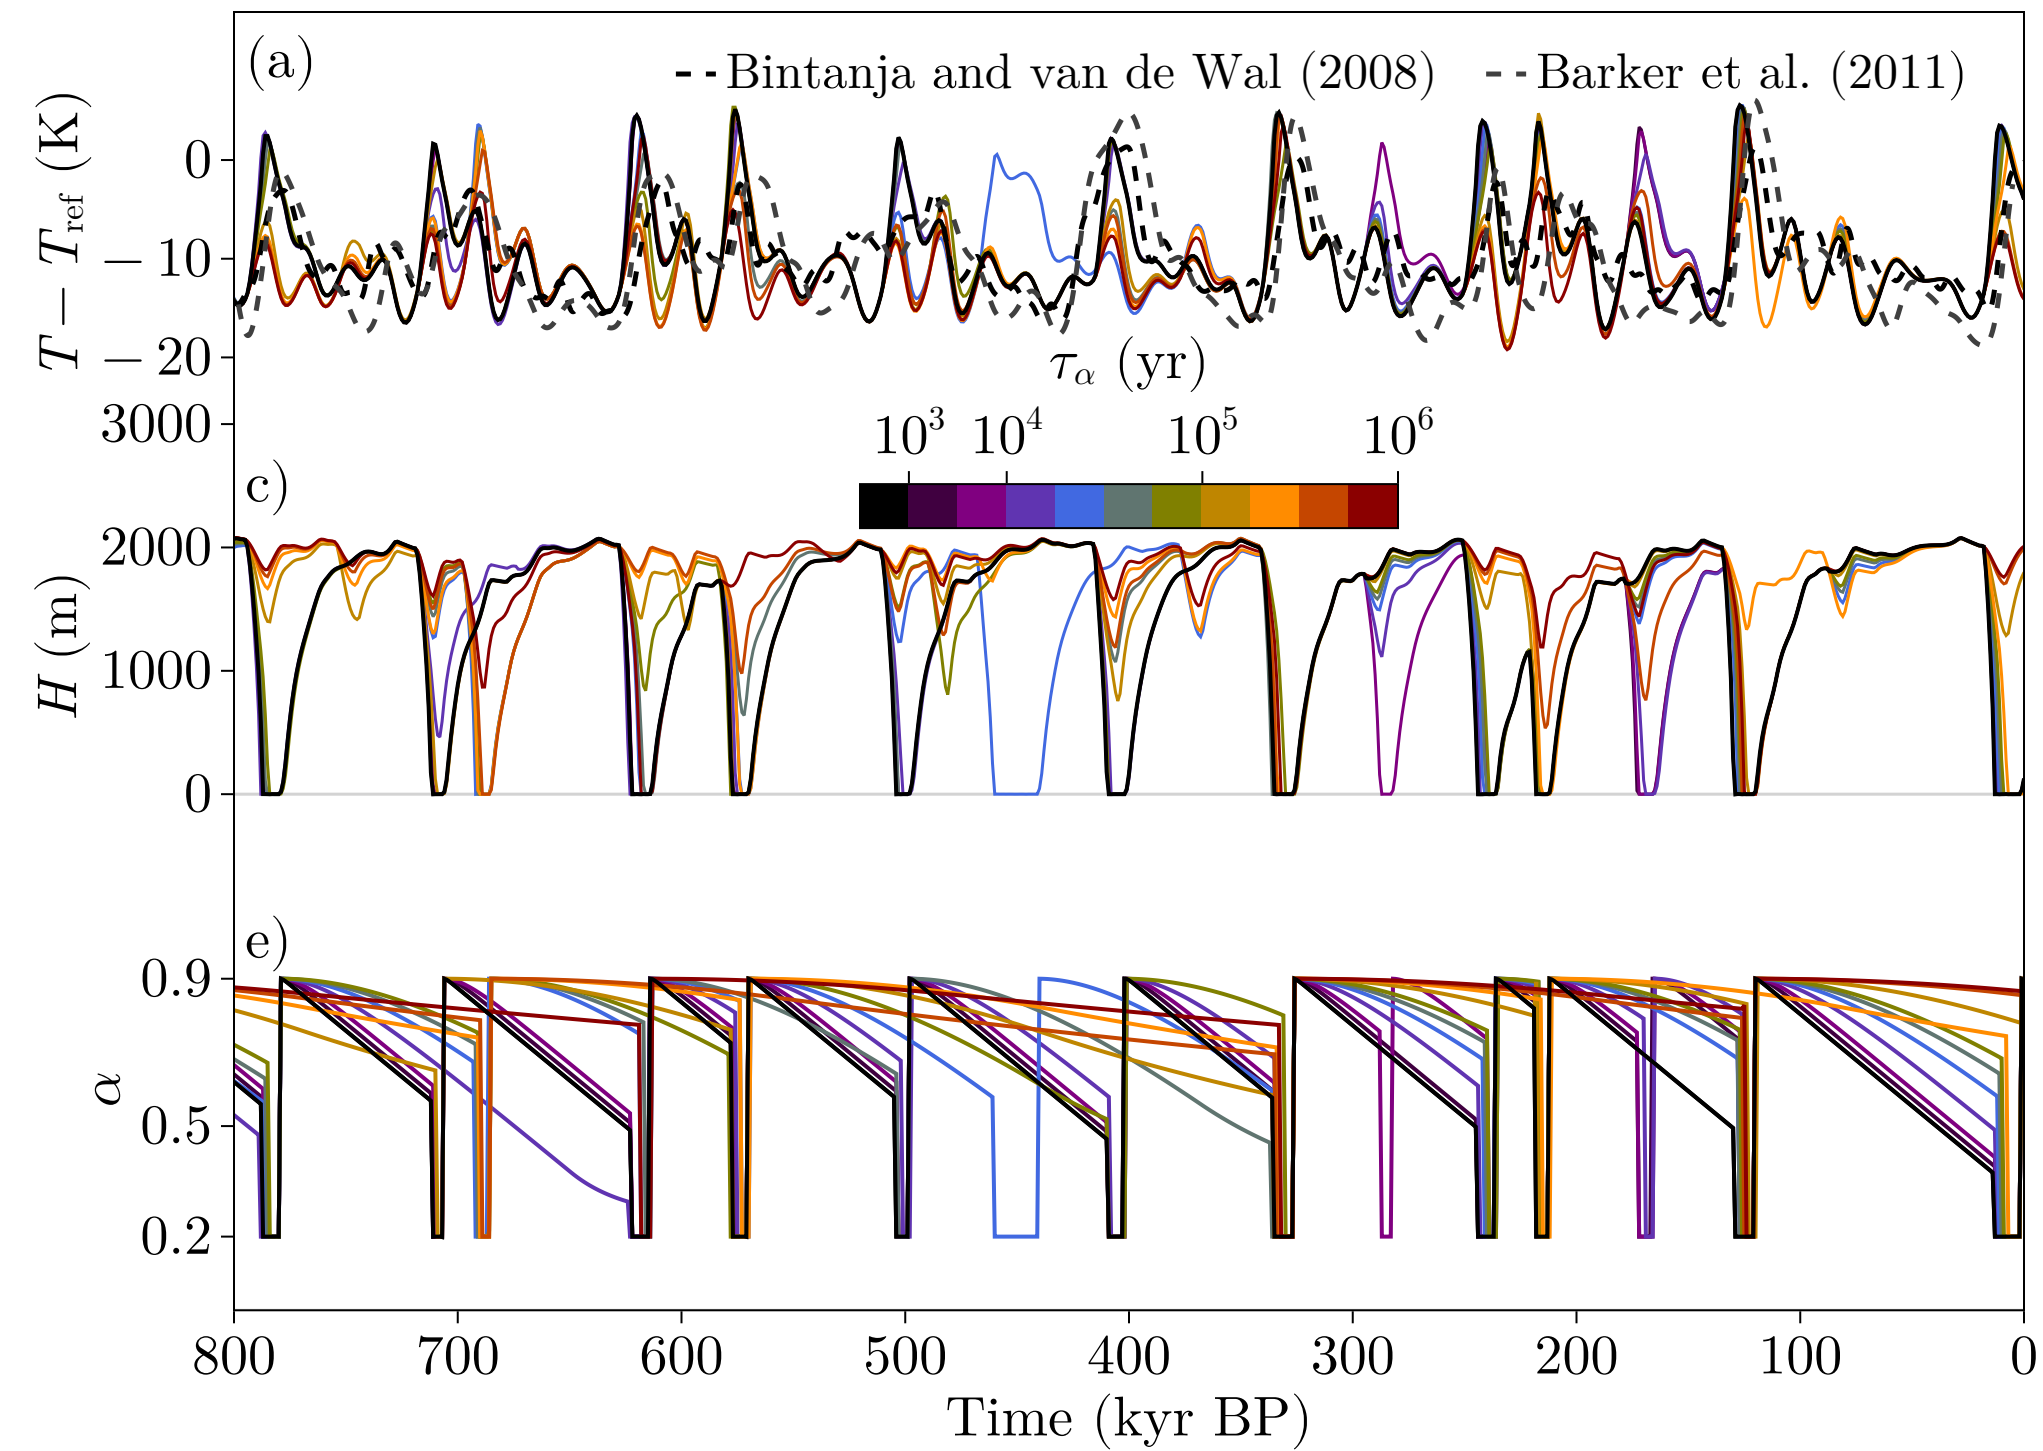 (a)
Bintanja and van de Wal (2008)
Barker et al. (2011)
T − T_ref (K)
0
− 10
− 20
τ_α (yr)
10^3 10^4 10^5 10^6
c)
H (m)
3000
2000
1000
0
e)
α
0.9
0.5
0.2
800 700 600 500 400 300 200 100 0
Time (kyr BP)